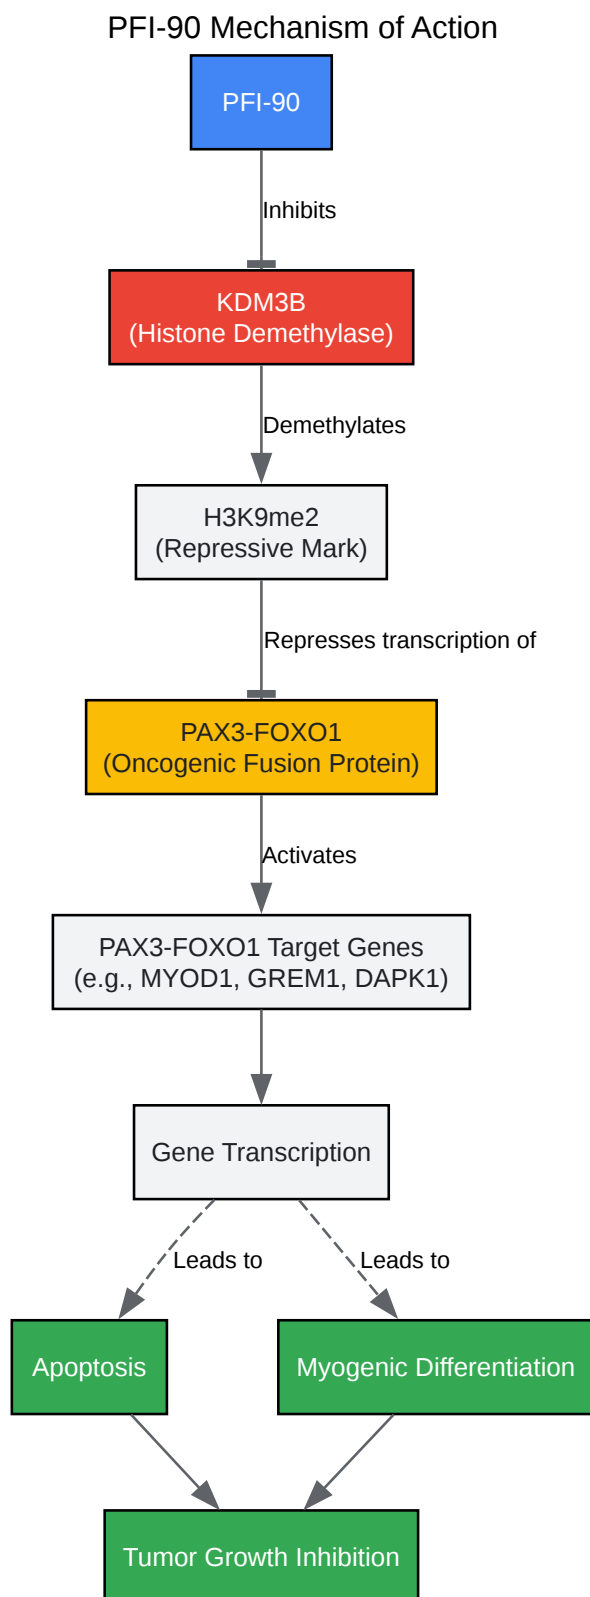 PFI-90 Mechanism of Action
PFI-90
Inhibits
KDM3B
(Histone Demethylase)
Demethylates
H3K9me2
(Repressive Mark)
Represses transcription of
PAX3-FOXO1
(Oncogenic Fusion Protein)
Activates
PAX3-FOXO1 Target Genes
(e.g., MYOD1, GREM1, DAPK1)
Gene Transcription
Leads to
Leads to
Apoptosis
Myogenic Differentiation
Tumor Growth Inhibition